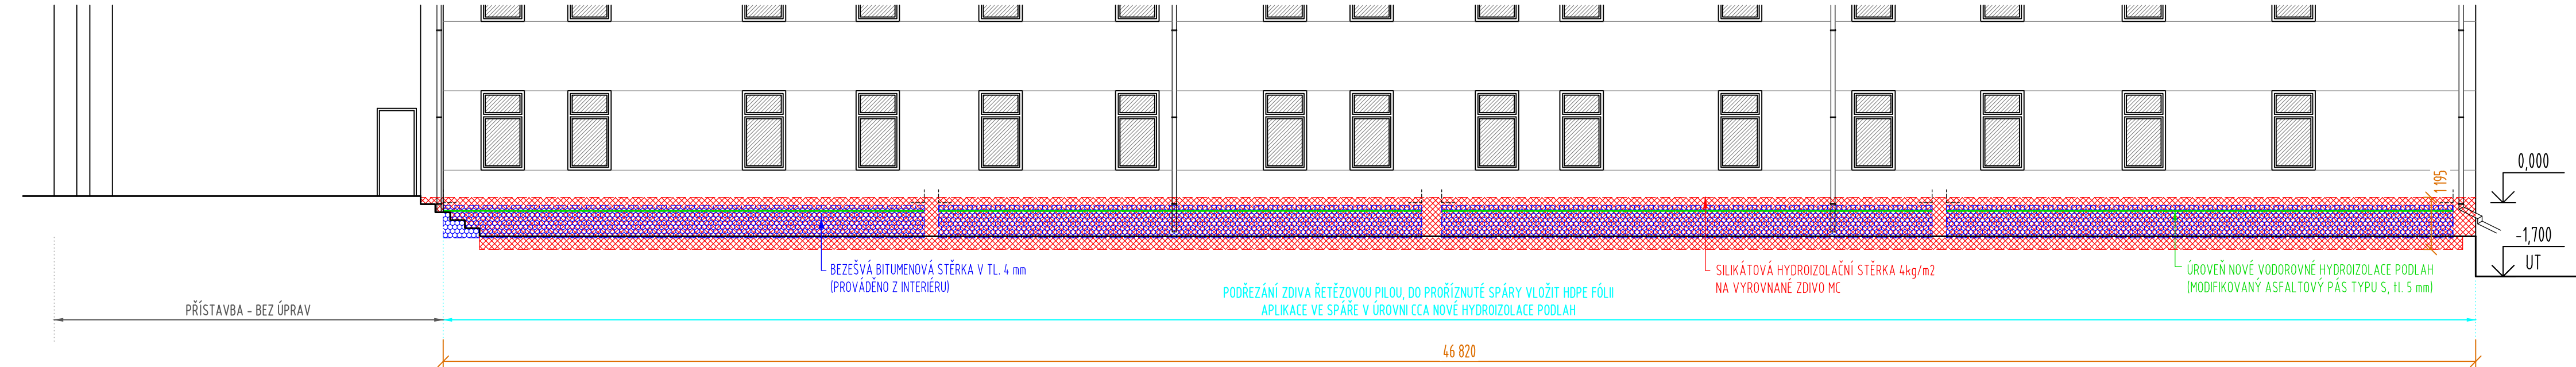 0,000
1 195
-1,700
UT
BEZEŠVÁ BITUMENOVÁ STĚRKA V TL. 4 mm
(PROVÁDĚNO Z INTERIÉRU)
SILIKÁTOVÁ HYDROIZOLAČNÍ STĚRKA 4kg/m2
NA VYROVNANÉ ZDIVO MC
ÚROVEŇ NOVÉ VODOROVNÉ HYDROIZOLACE PODLAH
(MODIFIKOVANÝ ASFALTOVÝ PÁS TYPU S, tl. 5 mm)
PODŘEZÁNÍ ZDIVA ŘETĚZOVOU PILOU, DO PROŘÍZNUTÉ SPÁRY VLOŽIT HDPE FÓLII
APLIKACE VE SPÁŘE V ÚROVNI CCA NOVÉ HYDROIZOLACE PODLAH
PŘÍSTAVBA - BEZ ÚPRAV
46 820